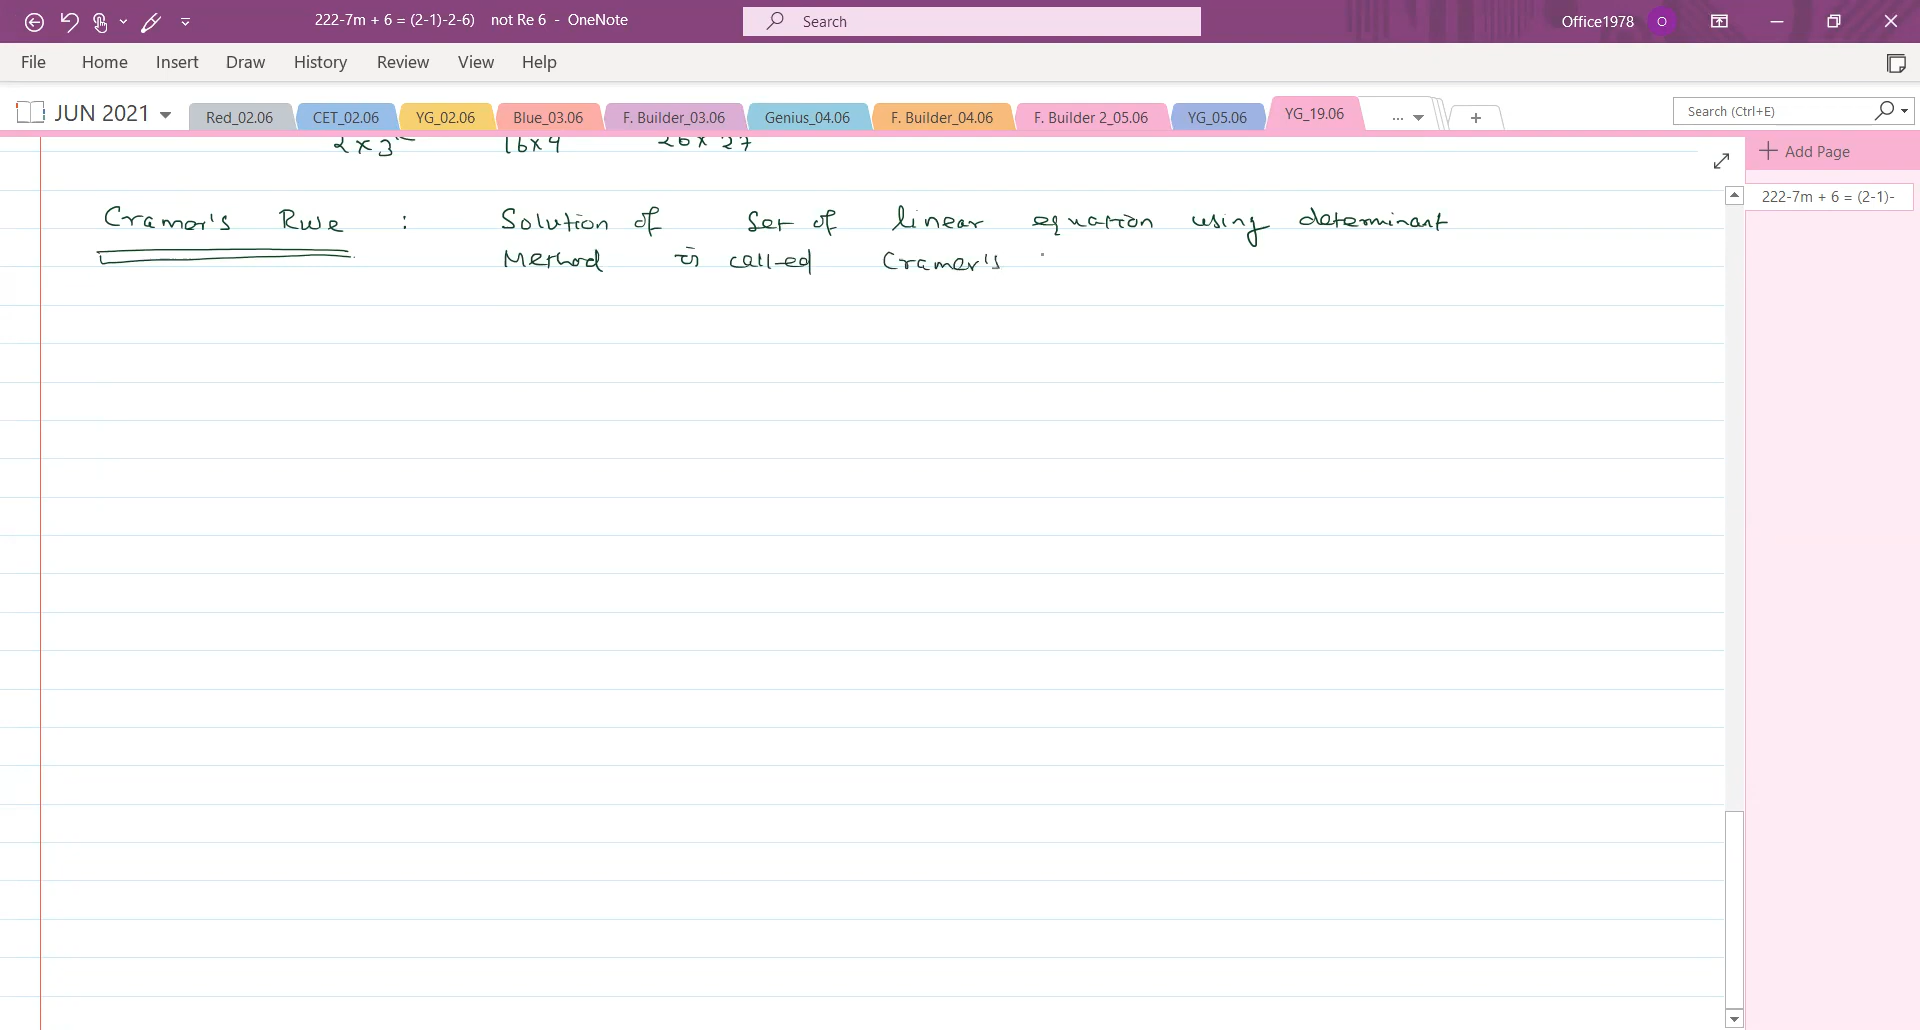 222-7m + 6 = (2-1)-2-6) not Re 6 - OneNote
Search
Office1978
O
File Home Insert Draw History Review View Help
JUN 2021
Red_02.06
CET_02.06
YG_02.06
Blue_03.06
F. Builder_03.06
Genius_04.06
F. Builder_04.06
F. Builder 2_05.06
YG_05.06
YG_19.06
...
+
Search (Ctrl+E)
Add Page
222-7m + 6 = (2-1)-
16x9 26x27
Cramer's Rule : Solution of Set of linear equation using determinant
Method is called Cramer's